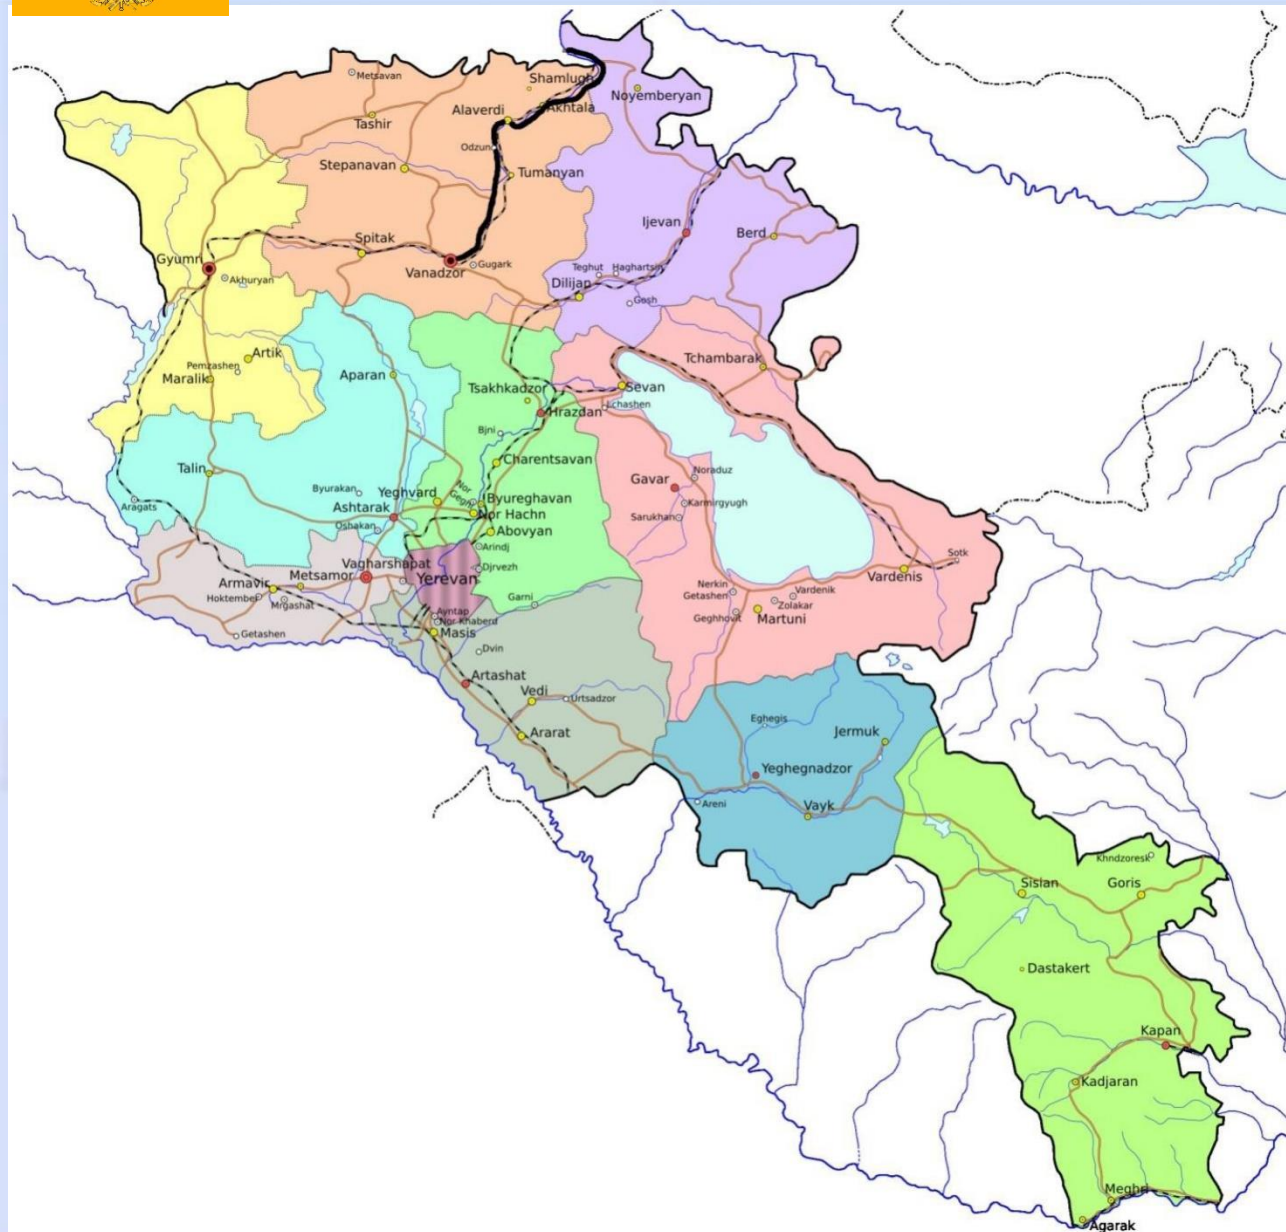 Metsavan
Shamlugh
Noyemberyan
Alaverdi
Akhtala
Tashir
Odzun
Stepanavan
Tumanyan
Ijevan
Berd
Spitak
Gyumri
Vanadzor
Gugark
Teghut
Haghartsin
Akhuryan
Dilijan
Gosh
Artik
Pemzashen
Maralik
Aparan
Tchambarak
Tsakhkadzor
Sevan
Hrazdan
Lchashen
Bjni
Charentsavan
Talin
Gavar
Noraduz
Byurakan
Yeghvard
Nor
Geghi
Byureghavan
Karmirgyugh
Aragats
Ashtarak
Nor Hachn
Sarukhan
Oshakan
Abovyan
Arindj
Sotk
Vagharshapat
Djrvezh
Armavir
Metsamor
Yerevan
Vardenis
Hoktember
Mrgashat
Garni
Nerkin
Getashen
Vardenik
Zolakar
Ayntap
Geghhovit
Martuni
Nor Khaberd
Getashen
Masis
Dvin
Artashat
Vedi
Urtsadzor
Ararat
Eghegis
Jermuk
Yeghegnadzor
Areni
Vayk
Khndzoresk
Sisian
Goris
Dastakert
Kapan
Kadjaran
Meghri
Agarak